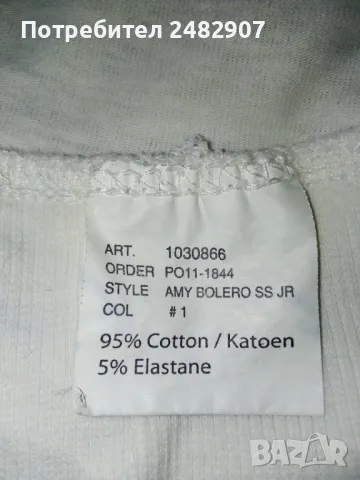 Потребител 2482907
ART. 1030866
ORDER PO11-1844
STYLE AMY BOLERO SS JR
COL # 1
95% Cotton / Katoen
5% Elastane
BAZAR